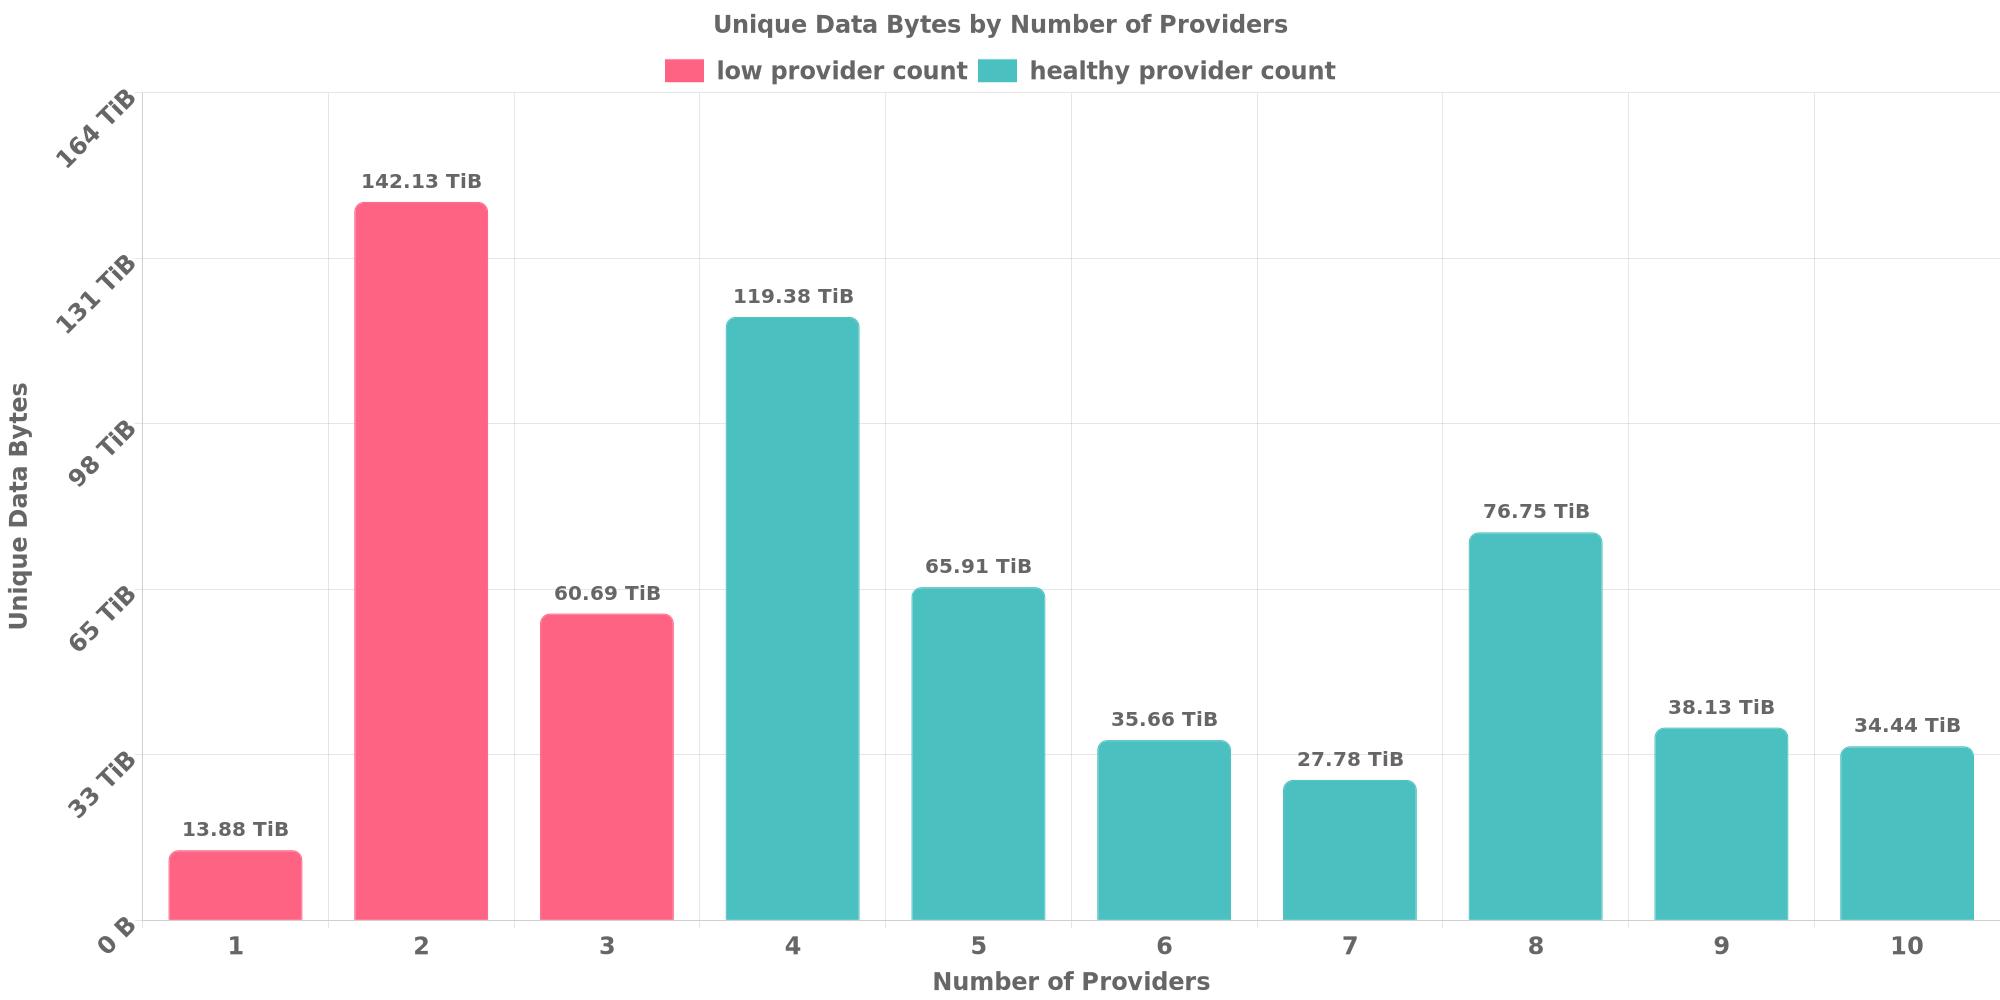 Unique Data Bytes by Number of Providers
low provider count healthy provider count
164 TiB
131 TiB
98 TiB
65 TiB
33 TiB
0 B
Unique Data Bytes
13.88 TiB
142.13 TiB
60.69 TiB
119.38 TiB
65.91 TiB
35.66 TiB
27.78 TiB
76.75 TiB
38.13 TiB
34.44 TiB
1 2 3 4 5 6 7 8 9 10
Number of Providers